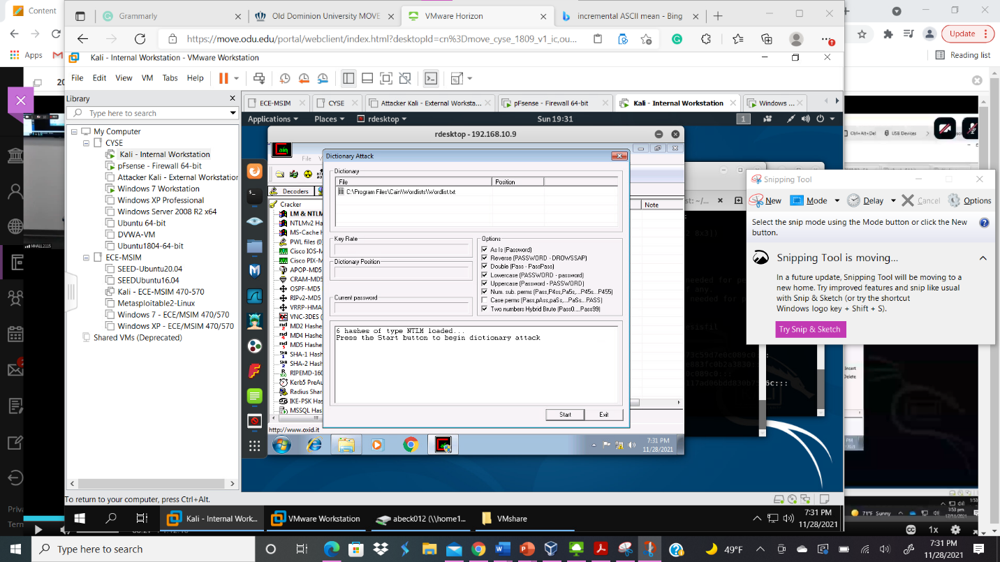 Content
Grammarly
Old Dominion University MOVE
VMware Horizon
incremental ASCII mean - Bing
https://move.odu.edu/portal/webclient/index.html?desktopId=cn%3Dmove_cyse_1809_v1_ic,ou...
Update
Apps
Reading list
Kali - Internal Workstation - VMware Workstation
File Edit View VM Tabs Help
Library
Type here to search
My Computer
CYSE
Kali - Internal Workstation
pFsense - Firewall 64-bit
Attacker Kali - External Workstation
Windows 7 Workstation
Windows XP Professional
Windows Server 2008 R2 x64
Ubuntu 64-bit
DVWA-VM
Ubuntu1804-64-bit
ECE-MSIM
SEED-Ubuntu20.04
SEEDUbuntu16.04
Kali - ECE-MSIM 470-570
Metasploitable2-Linux
Windows 7 - ECE/MSIM 470/570
Windows XP - ECE/MSIM 470/570
Shared VMs (Deprecated)
ECE-MSIM
CYSE
Attacker Kali - External Worksta...
pFsense - Firewall 64-bit
Kali - Internal Workstation
Windows ...
Applications Places rdesktop
Sun 19:31
1
rdesktop - 192.168.10.9
Cain
File
Decoders
Cracker
LM & NTLM
NTLMv2 Ha
MS-Cache H
PWL files (0)
Cisco IOS-M
Cisco PIX-M
APOP-MD5
CRAM-MD5
OSPF-MD5
RIPv2-MD5
VRRP-HMA
VNC-3DES (
MD2 Hashe
MD4 Hashe
MD5 Hashe
SHA-1 Hash
SHA-2 Hash
RIPEMD-160
Kerb5 PreAu
Radius Shar
IKE-PSK Has
MSSQL Hash
http://www.oxid.it
Note
Dictionary Attack
Dictionary
File Position
C:\Program Files\Cain\Wordlists\Wordlist.txt
Key Rate
Dictionary Position
Current password
Options
As Is (Password)
Reverse (PASSWORD - DROWSSAP)
Double (Pass - PassPass)
Lowercase (PASSWORD - password)
Uppercase (Password - PASSWORD)
Num. sub. perms (Pass,P4ss,Pa5s,...P45s...P455)
Case perms (Pass,pAss,paSs,...PaSs...PASS)
Two numbers Hybrid Brute (Pass0....Pass99)
6 hashes of type NTLM loaded...
Press the Start button to begin dictionary attack
Start Exit
7:31 PM
11/28/2021
Ctrl+Alt+Del
USB Devices
Snipping Tool
New Mode Delay Cancel Options
Select the snip mode using the Mode button or click the New
button.
Snipping Tool is moving...
In a future update, Snipping Tool will be moving to a
new home. Try improved features and snip like usual
with Snip & Sketch (or try the shortcut
Windows logo key + Shift + S).
Try Snip & Sketch
Insert
Delete
To return to your computer, press Ctrl+Alt.
Kali - Internal Work...
VMware Workstation
abeck012 (\\home1...
VMshare
7:31 PM
11/28/2021
71°F Sunny
1:53 pm
17/11/2021
1x
Type here to search
49°F
7:31 PM
11/28/2021